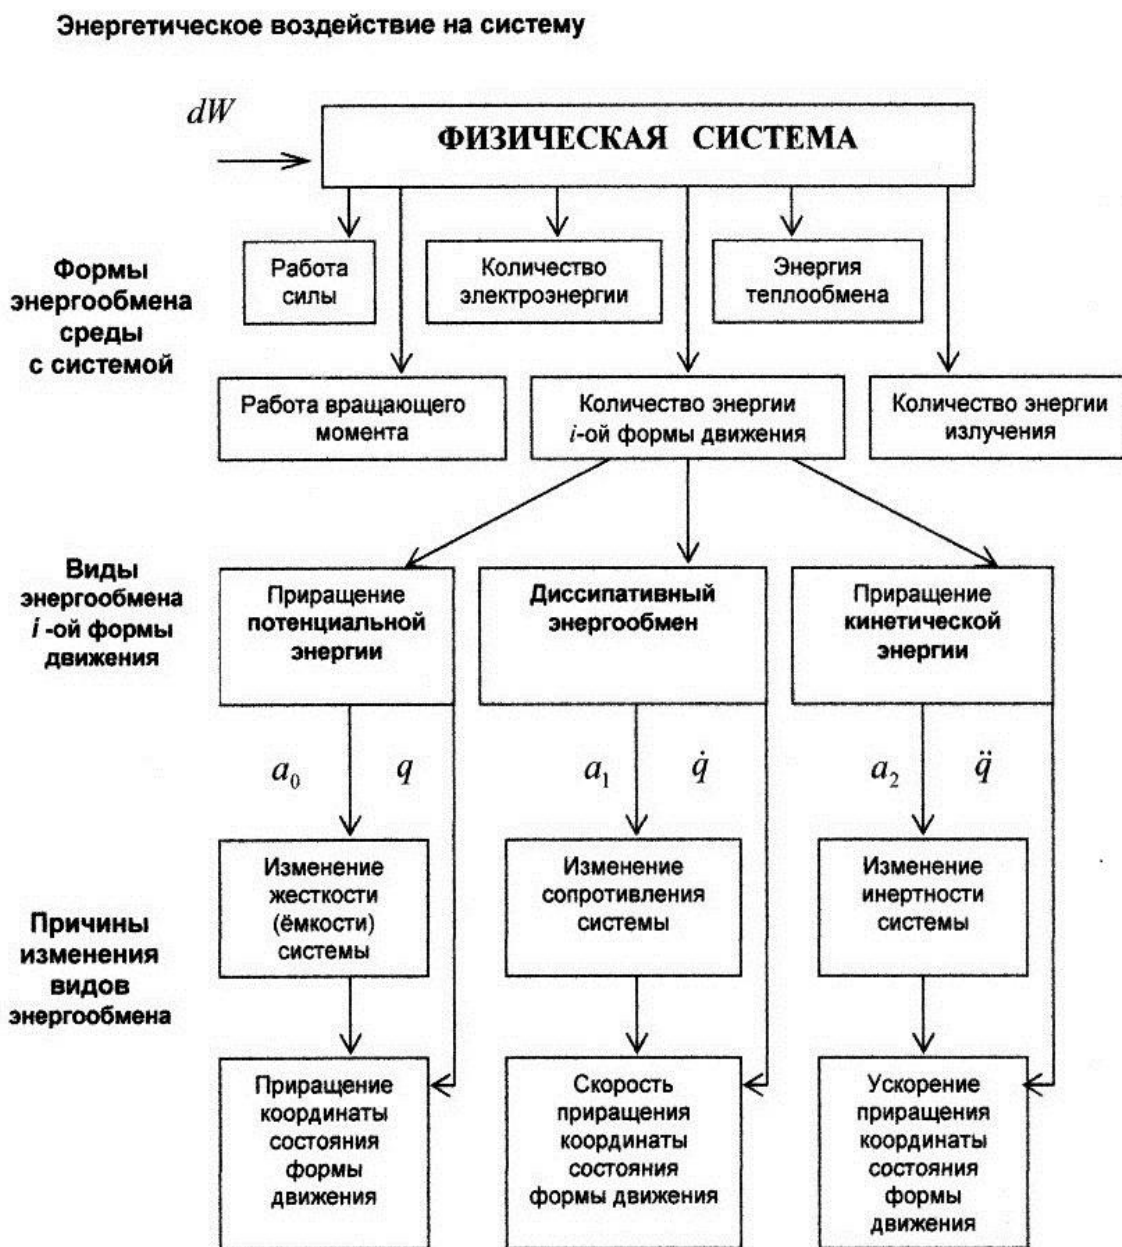 Энергетическое воздействие на систему
dW
ФИЗИЧЕСКАЯ СИСТЕМА
Формы
энергообмена
среды
с системой
Работа
силы
Количество
электроэнергии
Энергия
теплообмена
Работа вращающего
момента
Количество энергии
i-ой формы движения
Количество энергии
излучения
Виды
энергообмена
i -ой формы
движения
Приращение
потенциальной
энергии
Диссипативный
энергообмен
Приращение
кинетической
энергии
a₀ q
a₁ q̇
a₂ q̈
Причины
изменения
видов
энергообмена
Изменение
жесткости
(ёмкости)
системы
Изменение
сопротивления
системы
Изменение
инертности
системы
Приращение
координаты
состояния
формы
движения
Скорость
приращения
координаты
состояния
формы движения
Ускорение
приращения
координаты
состояния
формы
движения